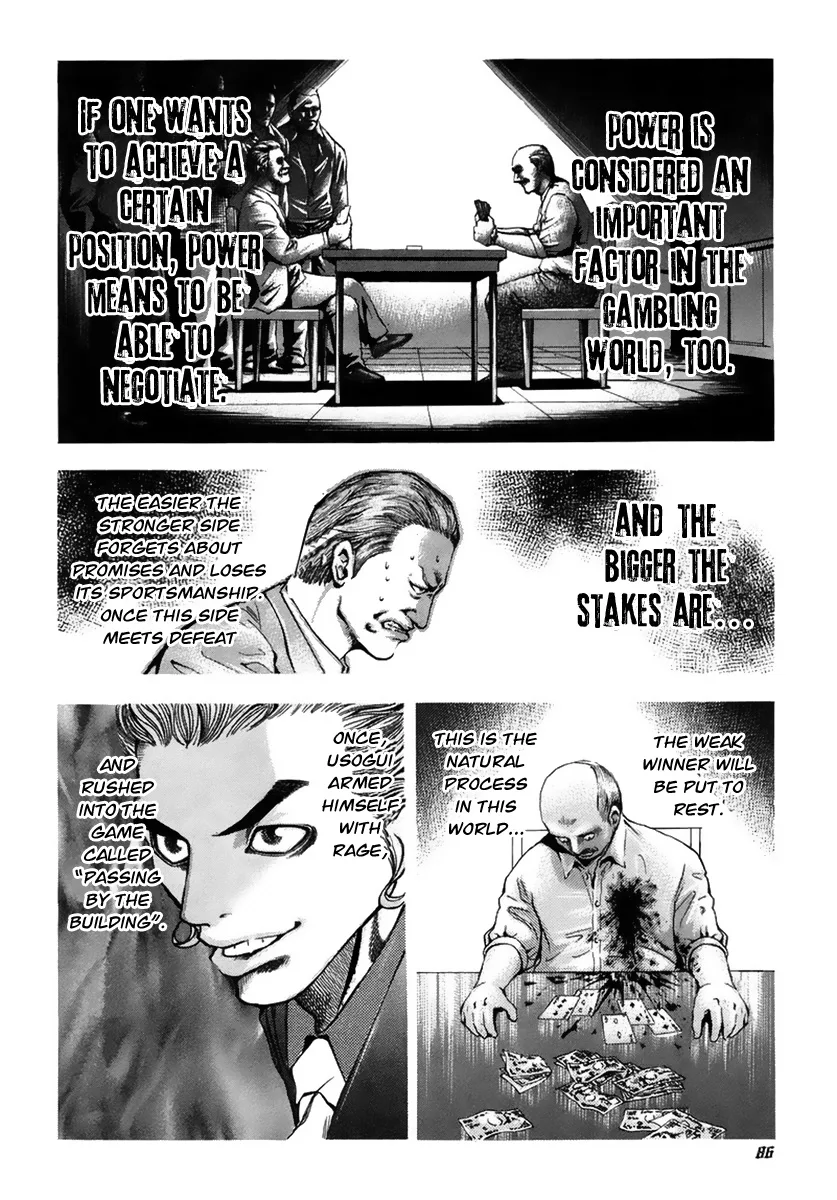 POWER IS
CONSIDERED AN
IMPORTANT
FACTOR IN THE
GAMBLING
WORLD, TOO.
IF ONE WANTS
TO ACHIEVE A
CERTAIN
POSITION, POWER
MEANS TO BE
ABLE TO
NEGOTIATE.
AND THE
BIGGER THE
STAKES ARE...
THE EASIER THE
STRONGER SIDE
FORGETS ABOUT
PROMISES AND LOSES
ITS SPORTSMANSHIP.
ONCE THIS SIDE
MEETS DEFEAT
THE WEAK
WINNER WILL
BE PUT TO
REST.
THIS IS THE
NATURAL
PROCESS
IN THIS
WORLD...
ONCE,
USOGUI
ARMED
HIMSELF
WITH
RAGE,
AND
RUSHED
INTO THE
GAME
CALLED
"PASSING
BY THE
BUILDING".
86